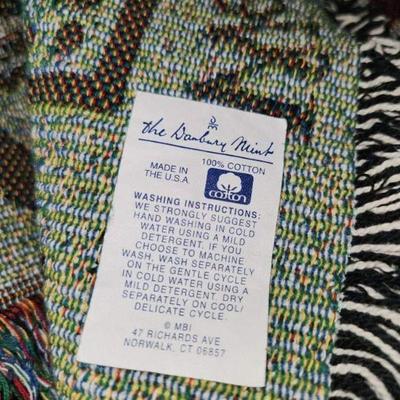 The Danbury Mint
MADE IN
THE U.S.A.
100% COTTON
cotton
WASHING INSTRUCTIONS:
WE STRONGLY SUGGEST
HAND WASHING IN COLD
WATER USING A MILD
DETERGENT. IF YOU
CHOOSE TO MACHINE
WASH, WASH SEPARATELY
ON THE GENTLE CYCLE
IN COLD WATER USING A
MILD DETERGENT. DRY
SEPARATELY ON COOL/
DELICATE CYCLE.
© MBI
47 RICHARDS AVE
NORWALK, CT 06857